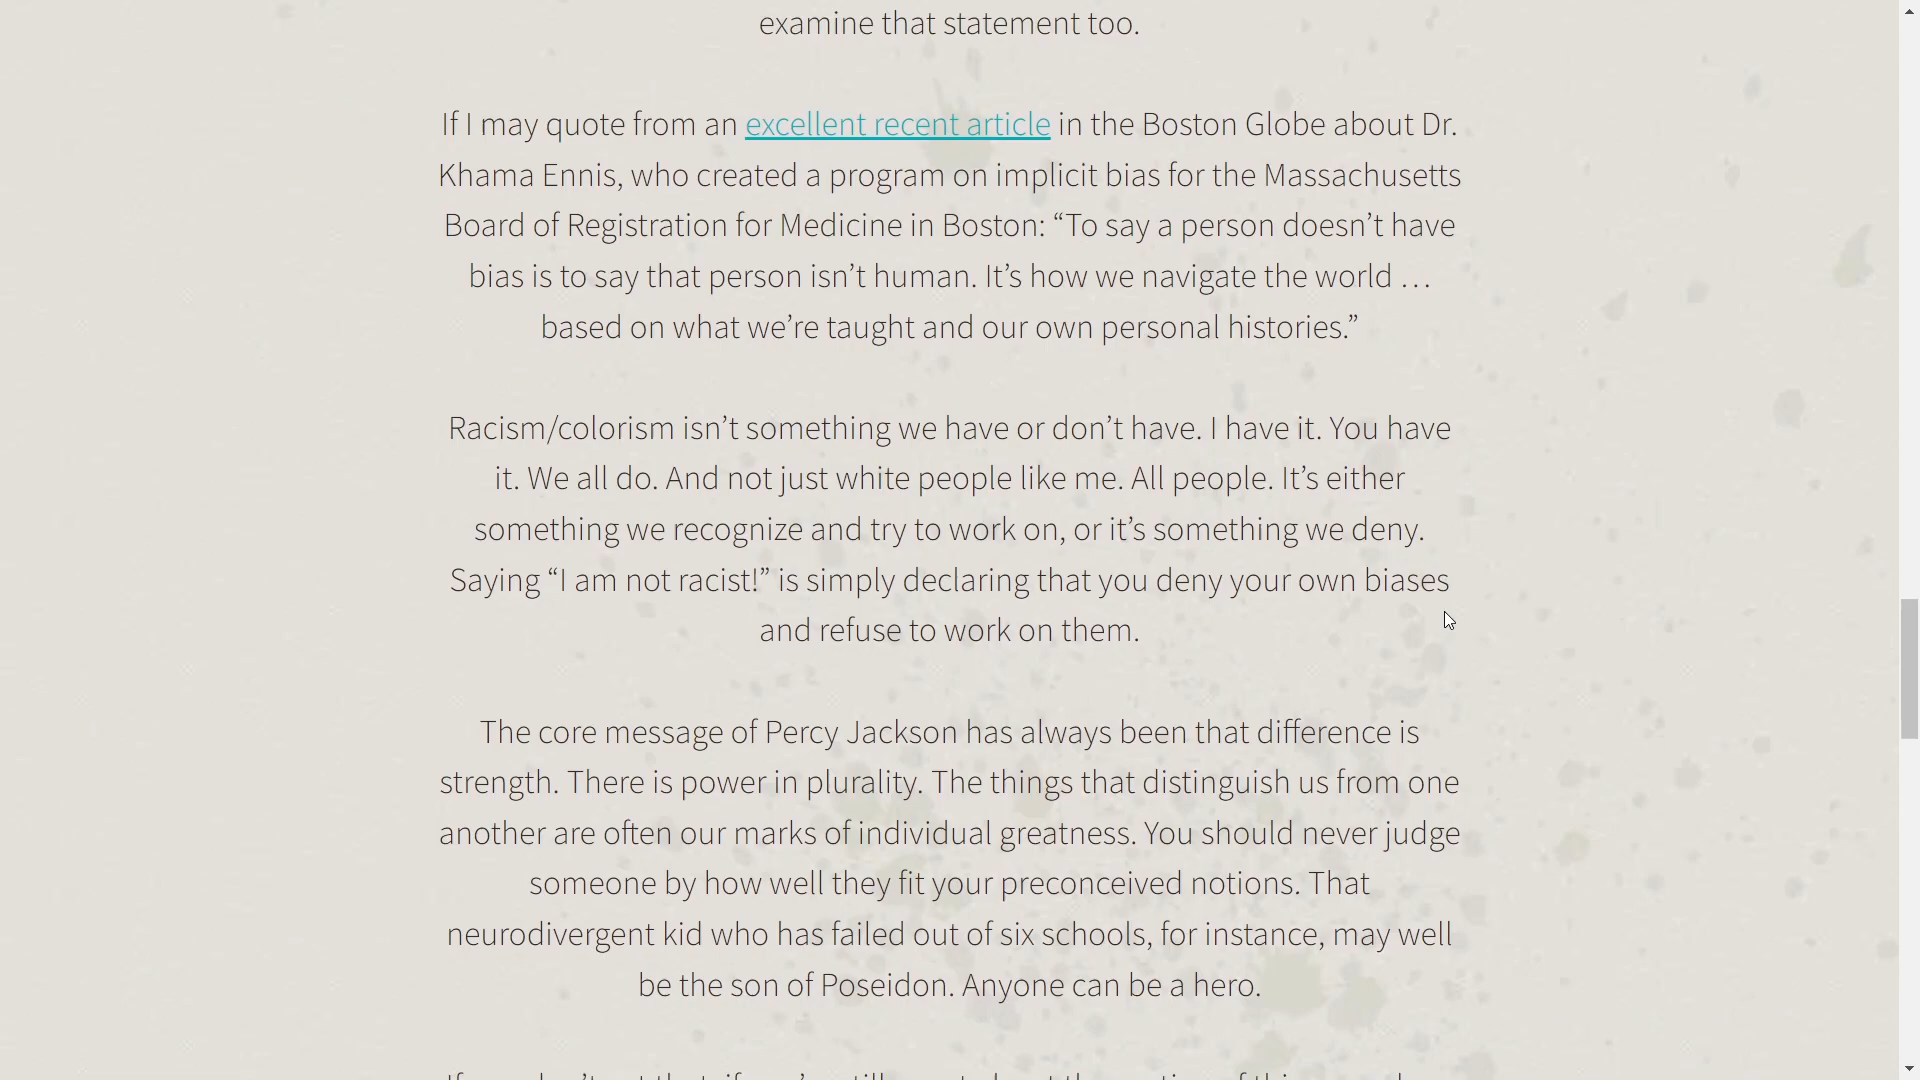 examine that statement too.
If I may quote from an excellent recent article in the Boston Globe about Dr.
Khama Ennis, who created a program on implicit bias for the Massachusetts
Board of Registration for Medicine in Boston: “To say a person doesn’t have
bias is to say that person isn’t human. It’s how we navigate the world …
based on what we’re taught and our own personal histories.”
Racism/colorism isn’t something we have or don’t have. I have it. You have
it. We all do. And not just white people like me. All people. It’s either
something we recognize and try to work on, or it’s something we deny.
Saying “I am not racist!” is simply declaring that you deny your own biases
and refuse to work on them.
The core message of Percy Jackson has always been that difference is
strength. There is power in plurality. The things that distinguish us from one
another are often our marks of individual greatness. You should never judge
someone by how well they fit your preconceived notions. That
neurodivergent kid who has failed out of six schools, for instance, may well
be the son of Poseidon. Anyone can be a hero.